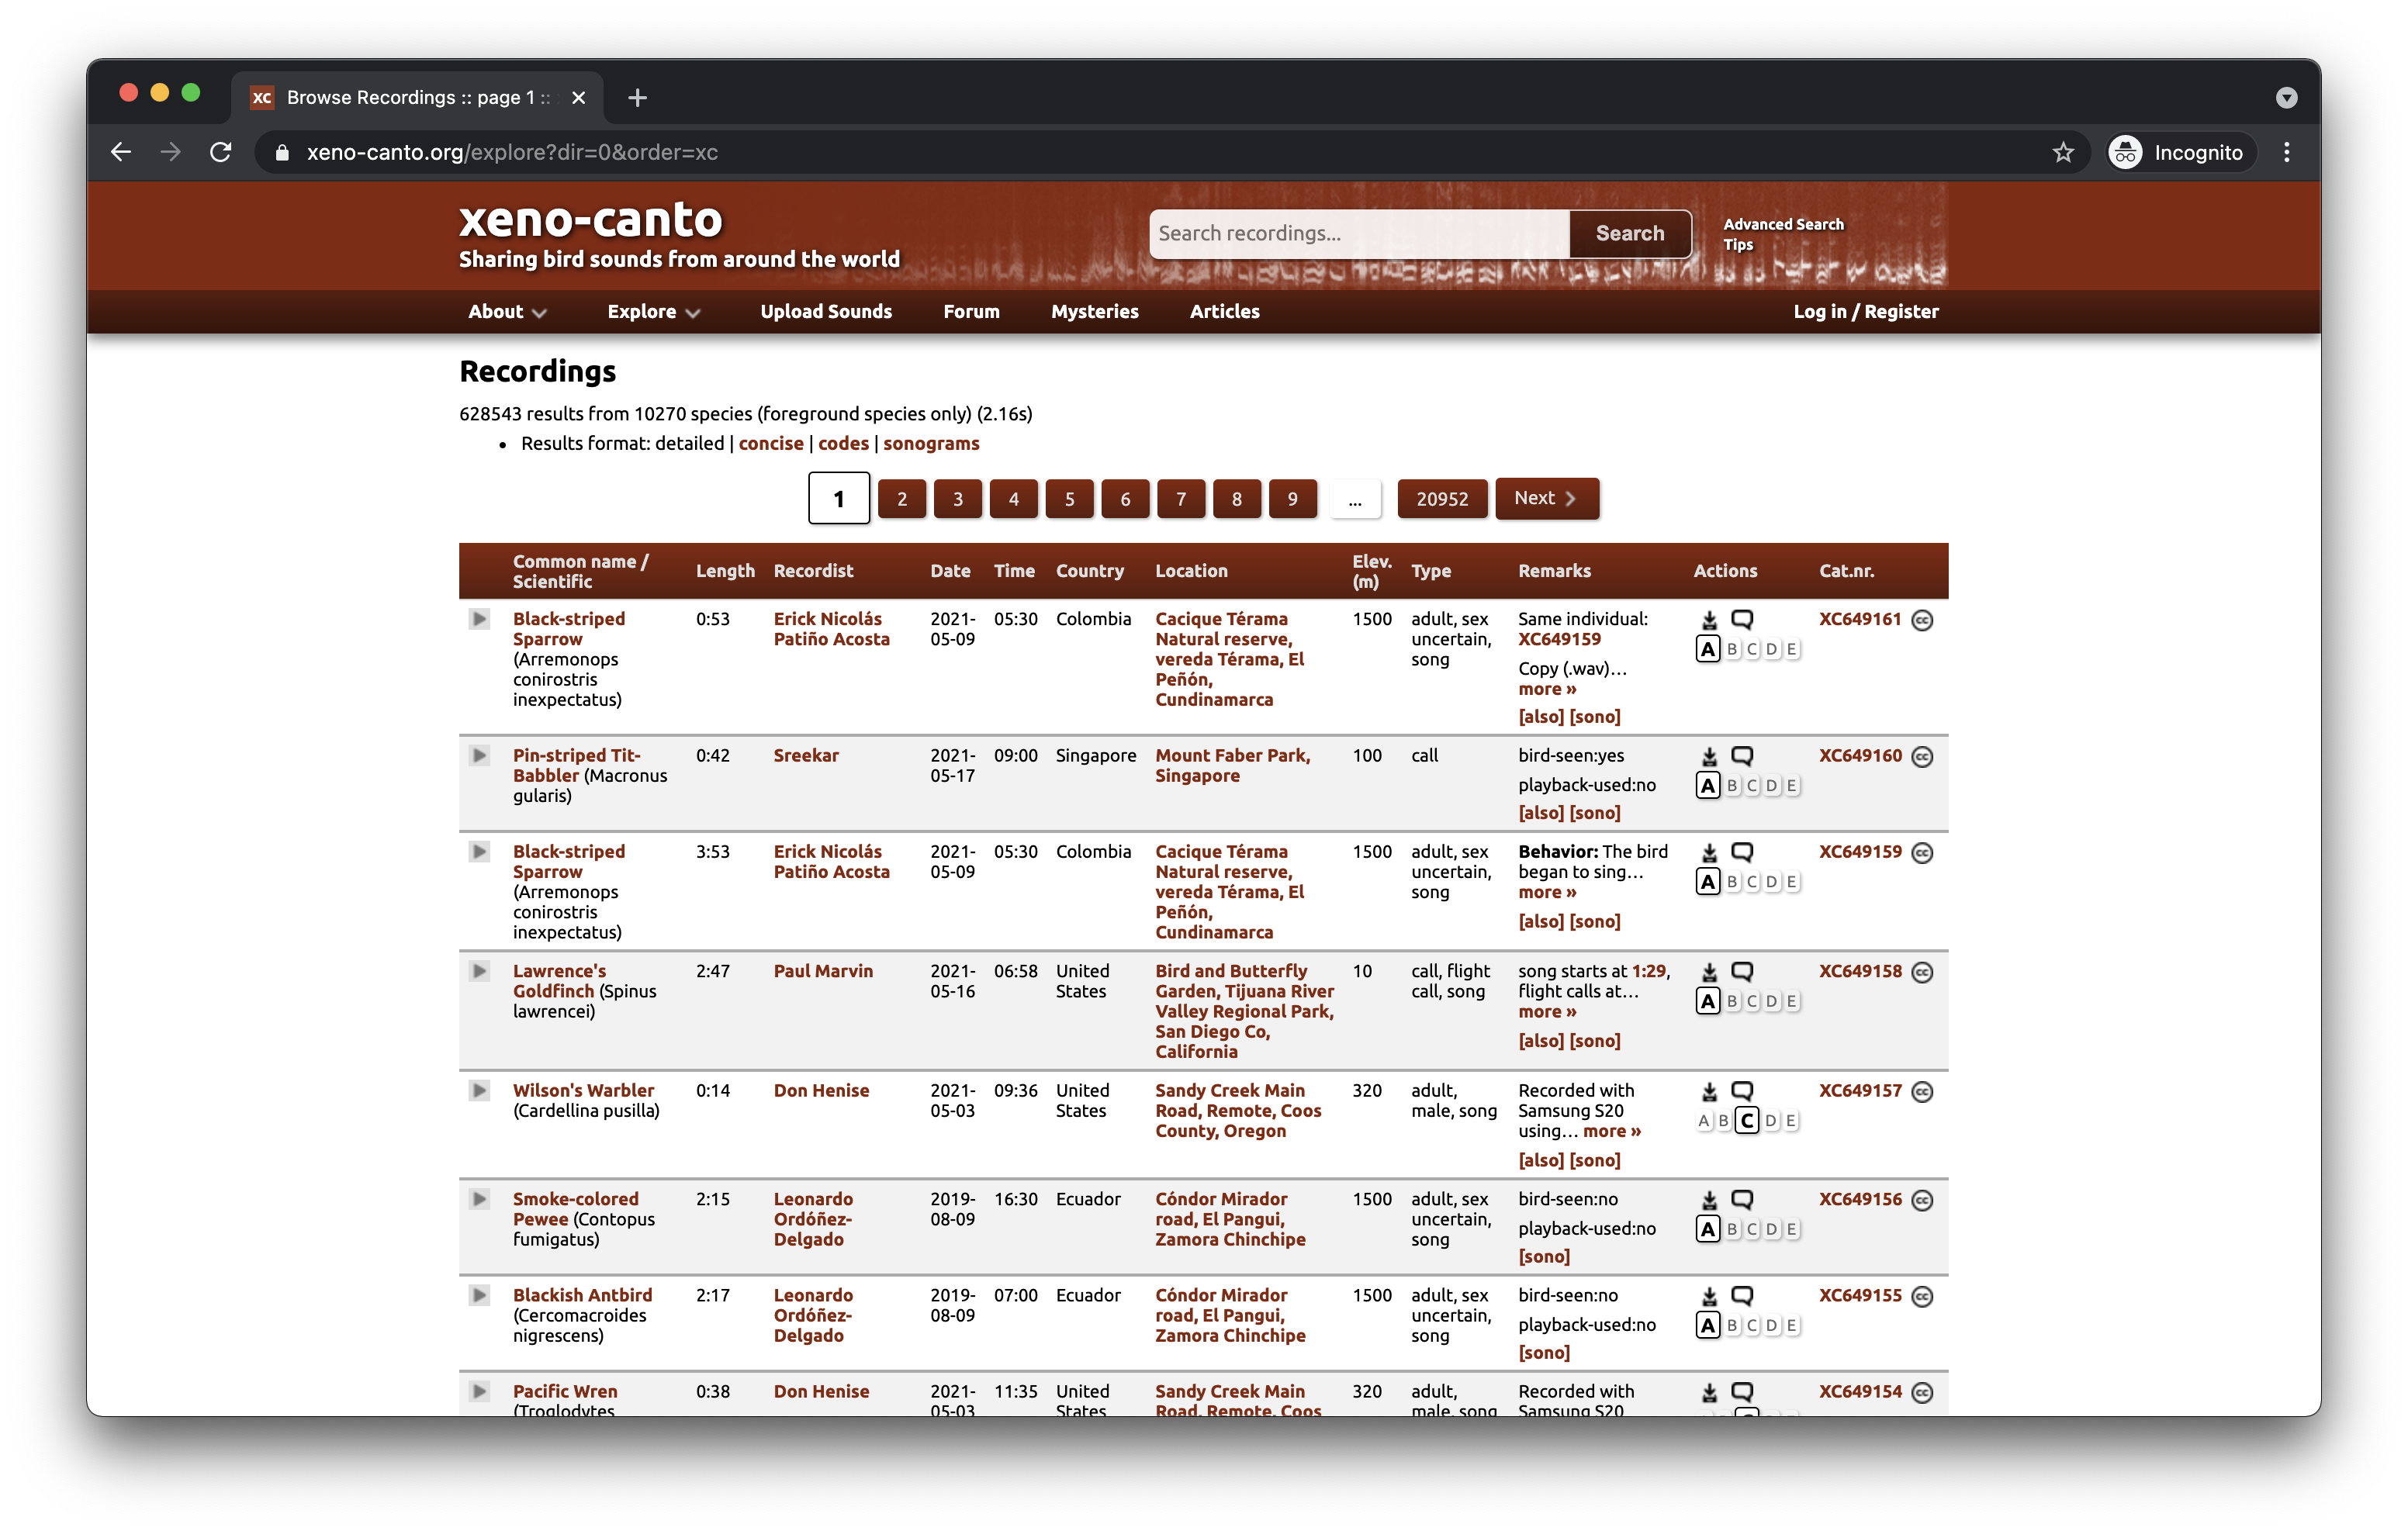 XC Browse Recordings :: page 1 ::
xeno-canto.org/explore?dir=0&order=xc
Incognito
xeno-canto
Sharing bird sounds from around the world
Search recordings...
Search
Advanced Search
Tips
About Explore Upload Sounds Forum Mysteries Articles Log in / Register
Recordings
628543 results from 10270 species (foreground species only) (2.16s)
• Results format: detailed | concise | codes | sonograms
1 2 3 4 5 6 7 8 9 ... 20952 Next
Common name / Elev.
Scientific Length Recordist Date Time Country Location (m) Type Remarks Actions Cat.nr.
Black-striped 0:53 Erick Nicolás 2021- 05:30 Colombia Cacique Térama 1500 adult, sex Same individual: XC649161 cc
Sparrow Patiño Acosta 05-09 Natural reserve, uncertain, XC649159 A B C D E
(Arremonops vereda Térama, El song Copy (.wav)...
conirostris Peñón, more »
inexpectatus) Cundinamarca [also] [sono]
Pin-striped Tit- 0:42 Sreekar 2021- 09:00 Singapore Mount Faber Park, 100 call bird-seen:yes XC649160 cc
Babbler (Macronus 05-17 Singapore playback-used:no A B C D E
gularis) [also] [sono]
Black-striped 3:53 Erick Nicolás 2021- 05:30 Colombia Cacique Térama 1500 adult, sex Behavior: The bird XC649159 cc
Sparrow Patiño Acosta 05-09 Natural reserve, uncertain, began to sing... A B C D E
(Arremonops vereda Térama, El song more »
conirostris Peñón, [also] [sono]
inexpectatus) Cundinamarca
Lawrence's 2:47 Paul Marvin 2021- 06:58 United Bird and Butterfly 10 call, flight song starts at 1:29, XC649158 cc
Goldfinch (Spinus 05-16 States Garden, Tijuana River call, song flight calls at... A B C D E
lawrencei) Valley Regional Park, more »
San Diego Co, [also] [sono]
California
Wilson's Warbler 0:14 Don Henise 2021- 09:36 United Sandy Creek Main 320 adult, Recorded with XC649157 cc
(Cardellina pusilla) 05-03 States Road, Remote, Coos male, song Samsung S20 A B C D E
County, Oregon using... more »
[also] [sono]
Smoke-colored 2:15 Leonardo 2019- 16:30 Ecuador Cóndor Mirador 1500 adult, sex bird-seen:no XC649156 cc
Pewee (Contopus Ordóñez- 08-09 road, El Pangui, uncertain, playback-used:no A B C D E
fumigatus) Delgado Zamora Chinchipe song [sono]
Blackish Antbird 2:17 Leonardo 2019- 07:00 Ecuador Cóndor Mirador 1500 adult, sex bird-seen:no XC649155 cc
(Cercomacroides Ordóñez- 08-09 road, El Pangui, uncertain, playback-used:no A B C D E
nigrescens) Delgado Zamora Chinchipe song [sono]
Pacific Wren 0:38 Don Henise 2021- 11:35 United Sandy Creek Main 320 adult, Recorded with XC649154 cc
(Troglodytes 05-03 States Road, Remote, Coos male, song Samsung S20